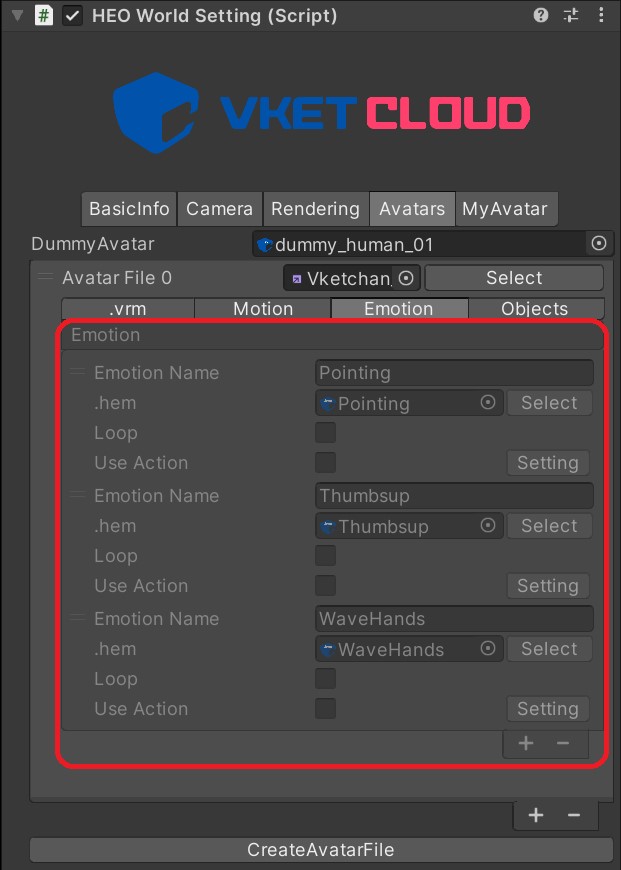 HEO World Setting (Script)
VKET CLOUD
BasicInfo Camera Rendering Avatars MyAvatar
DummyAvatar dummy_human_01
Avatar File 0 Vketchan_ Select
.vrm Motion Emotion Objects
Emotion
Emotion Name Pointing
.hem Pointing Select
Loop
Use Action Setting
Emotion Name Thumbsup
.hem Thumbsup Select
Loop
Use Action Setting
Emotion Name WaveHands
.hem WaveHands Select
Loop
Use Action Setting
+ −
+ −
CreateAvatarFile